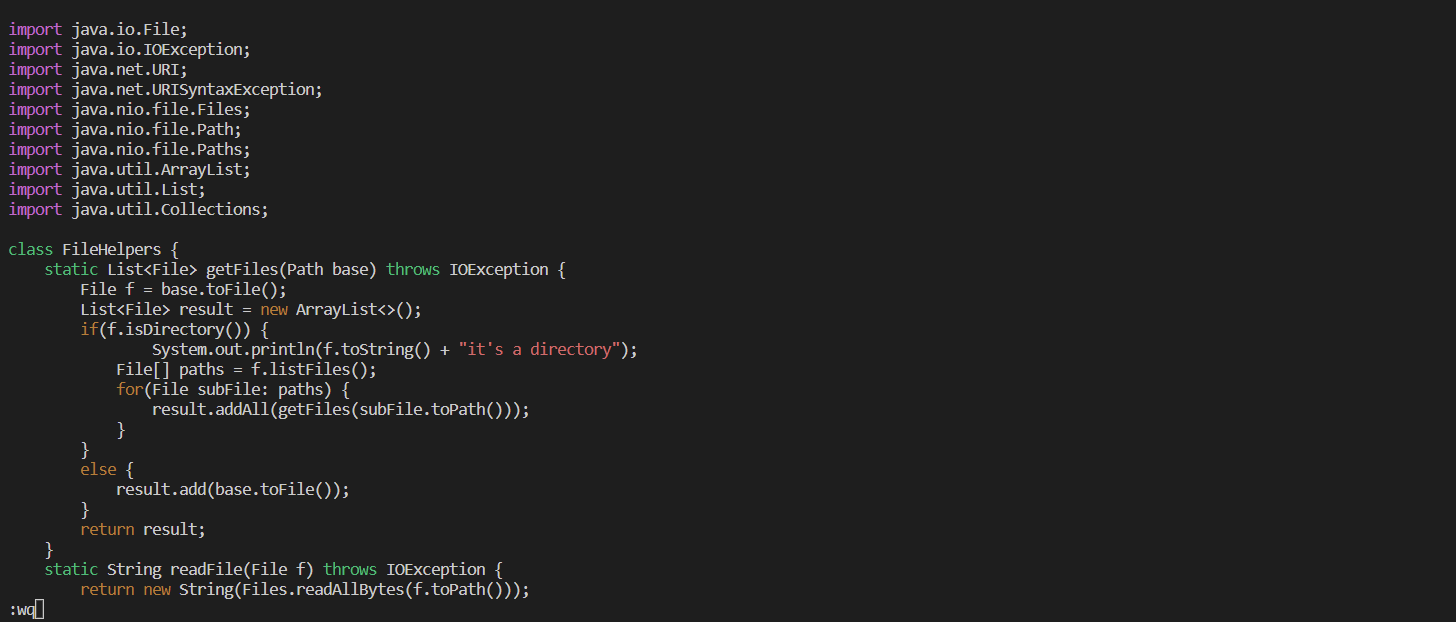 import java.io.File;
import java.io.IOException;
import java.net.URI;
import java.net.URISyntaxException;
import java.nio.file.Files;
import java.nio.file.Path;
import java.nio.file.Paths;
import java.util.ArrayList;
import java.util.List;
import java.util.Collections;

class FileHelpers {
    static List<File> getFiles(Path base) throws IOException {
        File f = base.toFile();
        List<File> result = new ArrayList<>();
        if(f.isDirectory()) {
                System.out.println(f.toString() + "it's a directory");
            File[] paths = f.listFiles();
            for(File subFile: paths) {
                result.addAll(getFiles(subFile.toPath()));
            }
        }
        else {
            result.add(base.toFile());
        }
        return result;
    }
    static String readFile(File f) throws IOException {
        return new String(Files.readAllBytes(f.toPath()));
:wq